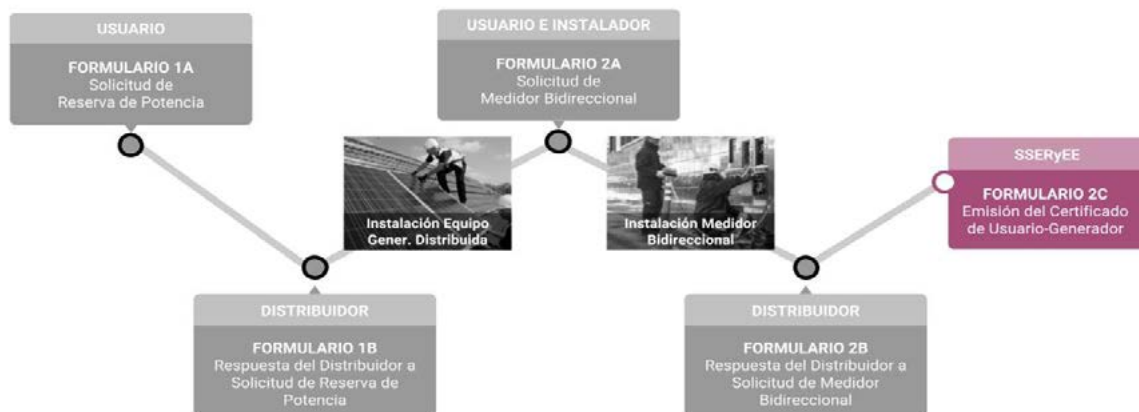 USUARIO
FORMULARIO 1A
Solicitud de
Reserva de Potencia
DISTRIBUIDOR
FORMULARIO 1B
Respuesta del Distribuidor a
Solicitud de Reserva de
Potencia
Instalación Equipo
Gener. Distribuida
USUARIO E INSTALADOR
FORMULARIO 2A
Solicitud de
Medidor Bidireccional
Instalación Medidor
Bidireccional
DISTRIBUIDOR
FORMULARIO 2B
Respuesta del Distribuidor a
Solicitud de Medidor
Bidireccional
SSERyEE
FORMULARIO 2C
Emisión del Certificado
de Usuario-Generador